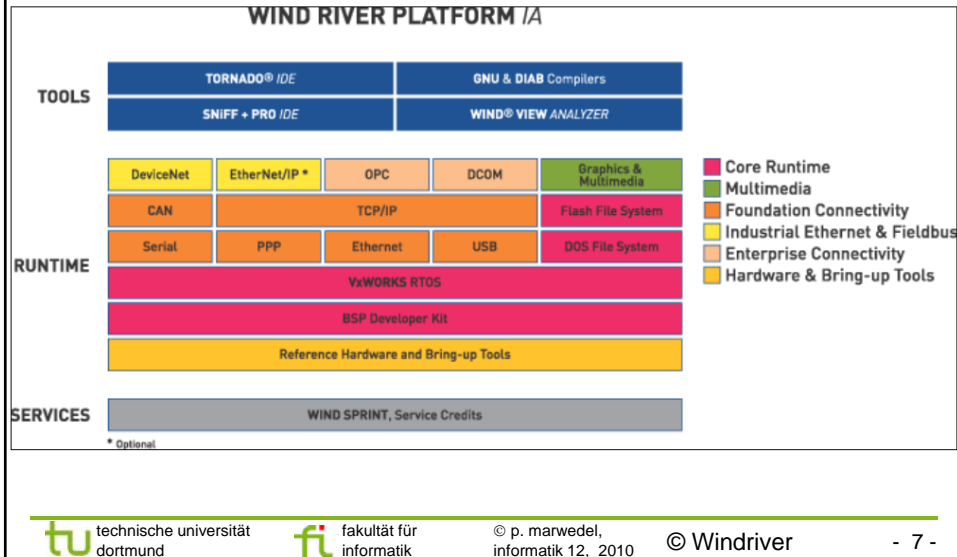 WIND RIVER PLATFORM IA
TOOLS
TORNADO® IDE
GNU & DIAB Compilers
SNiFF + PRO IDE
WIND® VIEW ANALYZER
RUNTIME
DeviceNet
EtherNet/IP *
OPC
DCOM
Graphics &
Multimedia
CAN
TCP/IP
Flash File System
Serial
PPP
Ethernet
USB
DOS File System
VxWORKS RTOS
BSP Developer Kit
Reference Hardware and Bring-up Tools
Core Runtime
Multimedia
Foundation Connectivity
Industrial Ethernet & Fieldbus
Enterprise Connectivity
Hardware & Bring-up Tools
SERVICES
WIND SPRINT, Service Credits
* Optional
tu technische universität
dortmund
fi fakultät für
informatik
© p. marwedel,
informatik 12, 2010
© Windriver
- 7 -